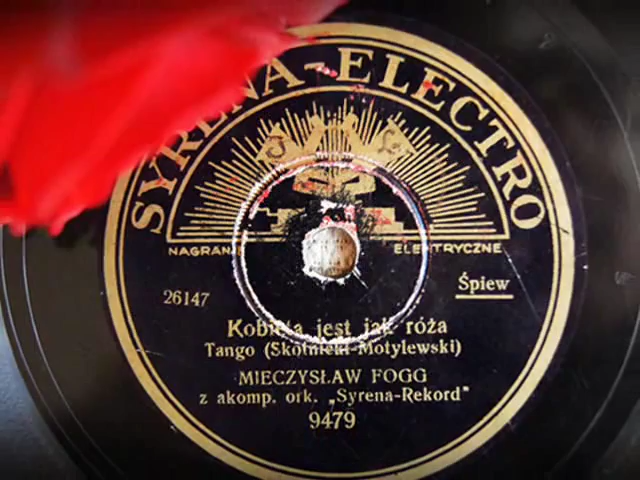 SYRENA-ELECTRO
NAGRANIE ELEKTRYCZNE
26147
Śpiew
Kobieta jest jak róża
Tango (Skotnicki-Motylewski)
MIECZYSŁAW FOGG
z akomp. ork. „Syrena-Rekord"
9479